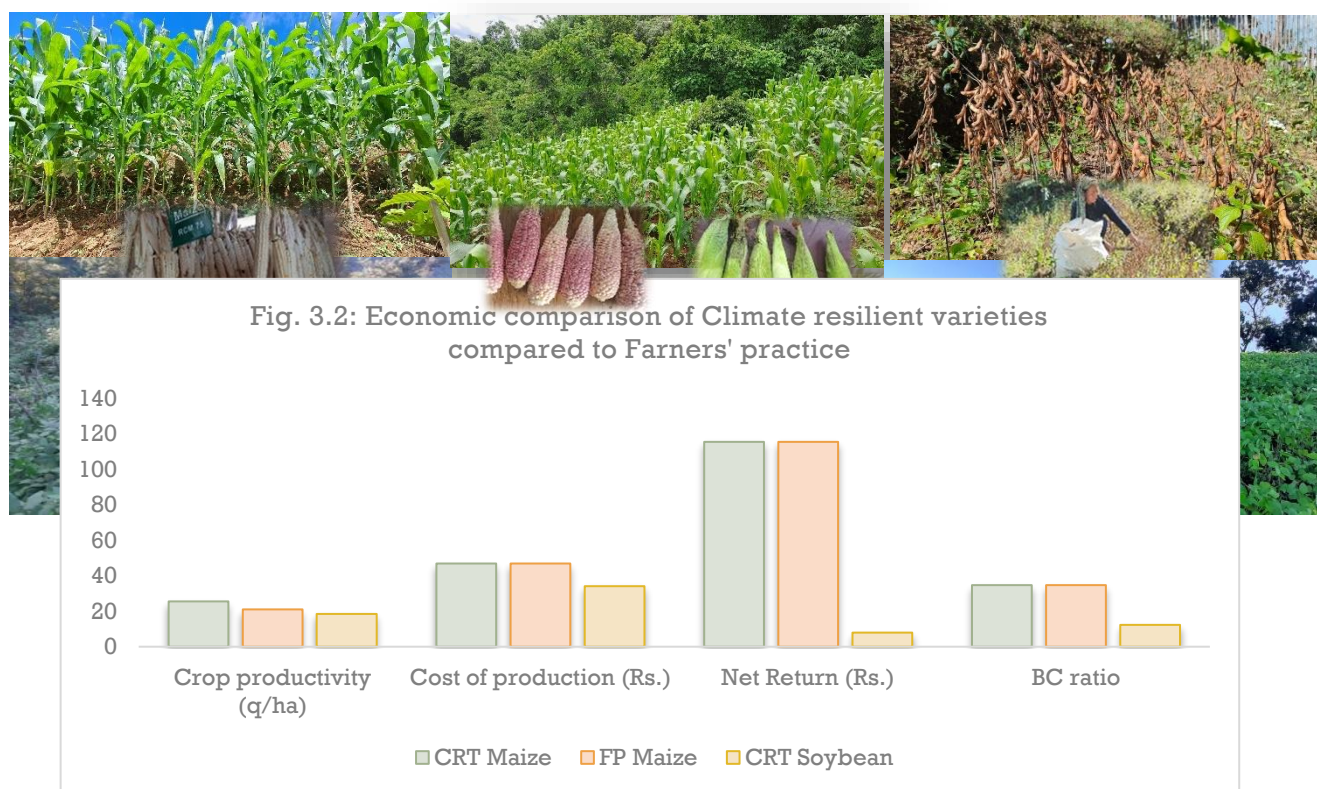 RCM 75
Fig. 3.2: Economic comparison of Climate resilient varieties
compared to Farners' practice
140
120
100
80
60
40
20
0
Crop productivity
(q/ha)
Cost of production (Rs.)
Net Return (Rs.)
BC ratio
CRT Maize
FP Maize
CRT Soybean